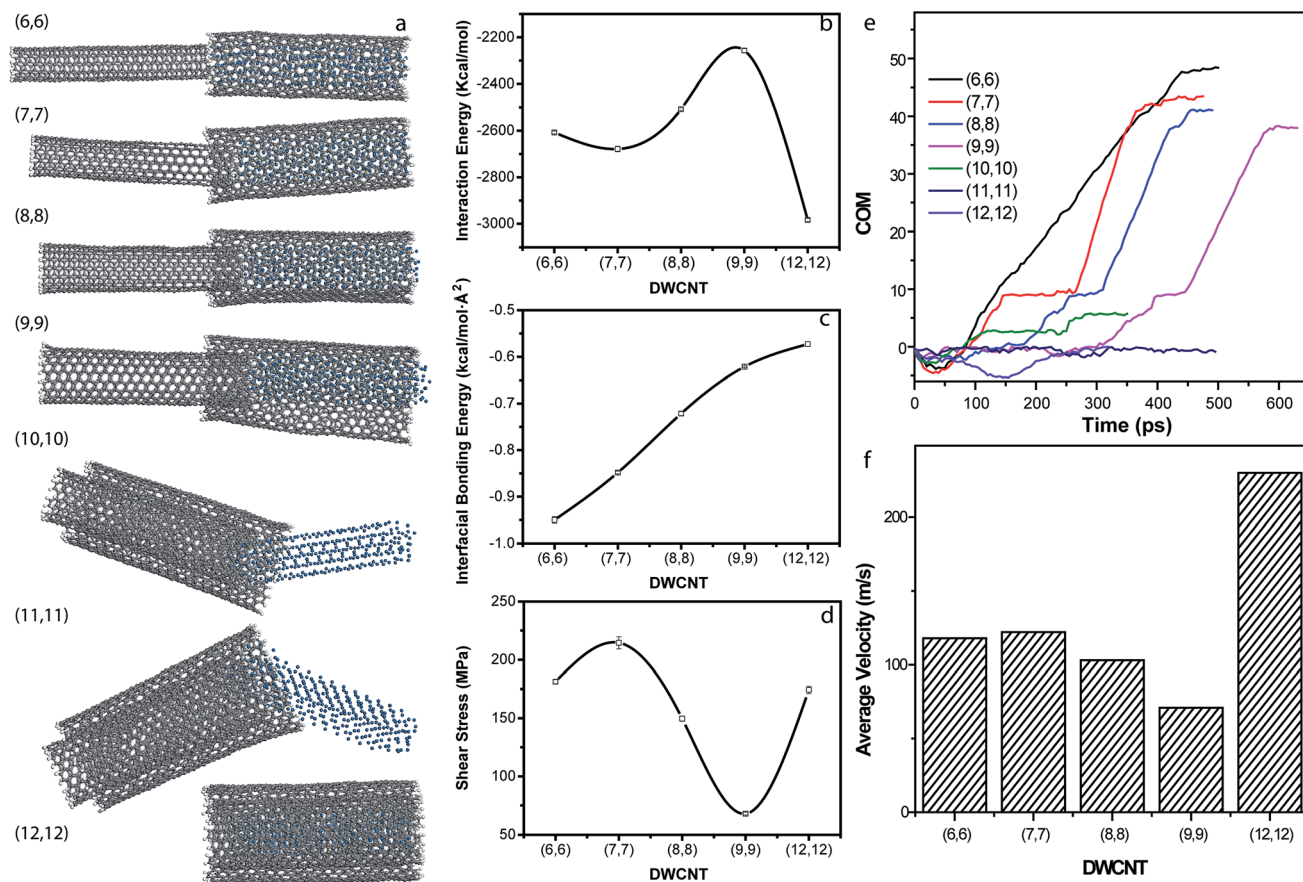 a
(6,6)
(7,7)
(8,8)
(9,9)
(10,10)
(11,11)
(12,12)
b
Interaction Energy (Kcal/mol)
-2200
-2400
-2600
-2800
-3000
(6,6) (7,7) (8,8) (9,9) (12,12)
DWCNT
c
Interfacial Bonding Energy (kcal/mol·Å²)
-0.5
-0.6
-0.7
-0.8
-0.9
-1.0
(6,6) (7,7) (8,8) (9,9) (12,12)
DWCNT
d
Shear Stress (MPa)
250
200
150
100
50
(6,6) (7,7) (8,8) (9,9) (12,12)
DWCNT
e
COM
50
40
30
20
10
0
(6,6)
(7,7)
(8,8)
(9,9)
(10,10)
(11,11)
(12,12)
0 100 200 300 400 500 600
Time (ps)
f
Average Velocity (m/s)
200
100
0
(6,6) (7,7) (8,8) (9,9) (12,12)
DWCNT